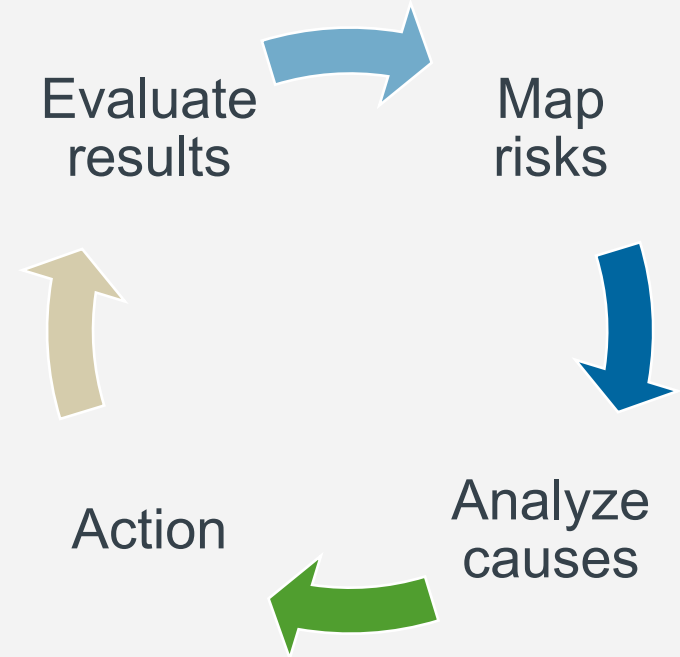 Evaluate
results
Map
risks
Analyze
causes
Action